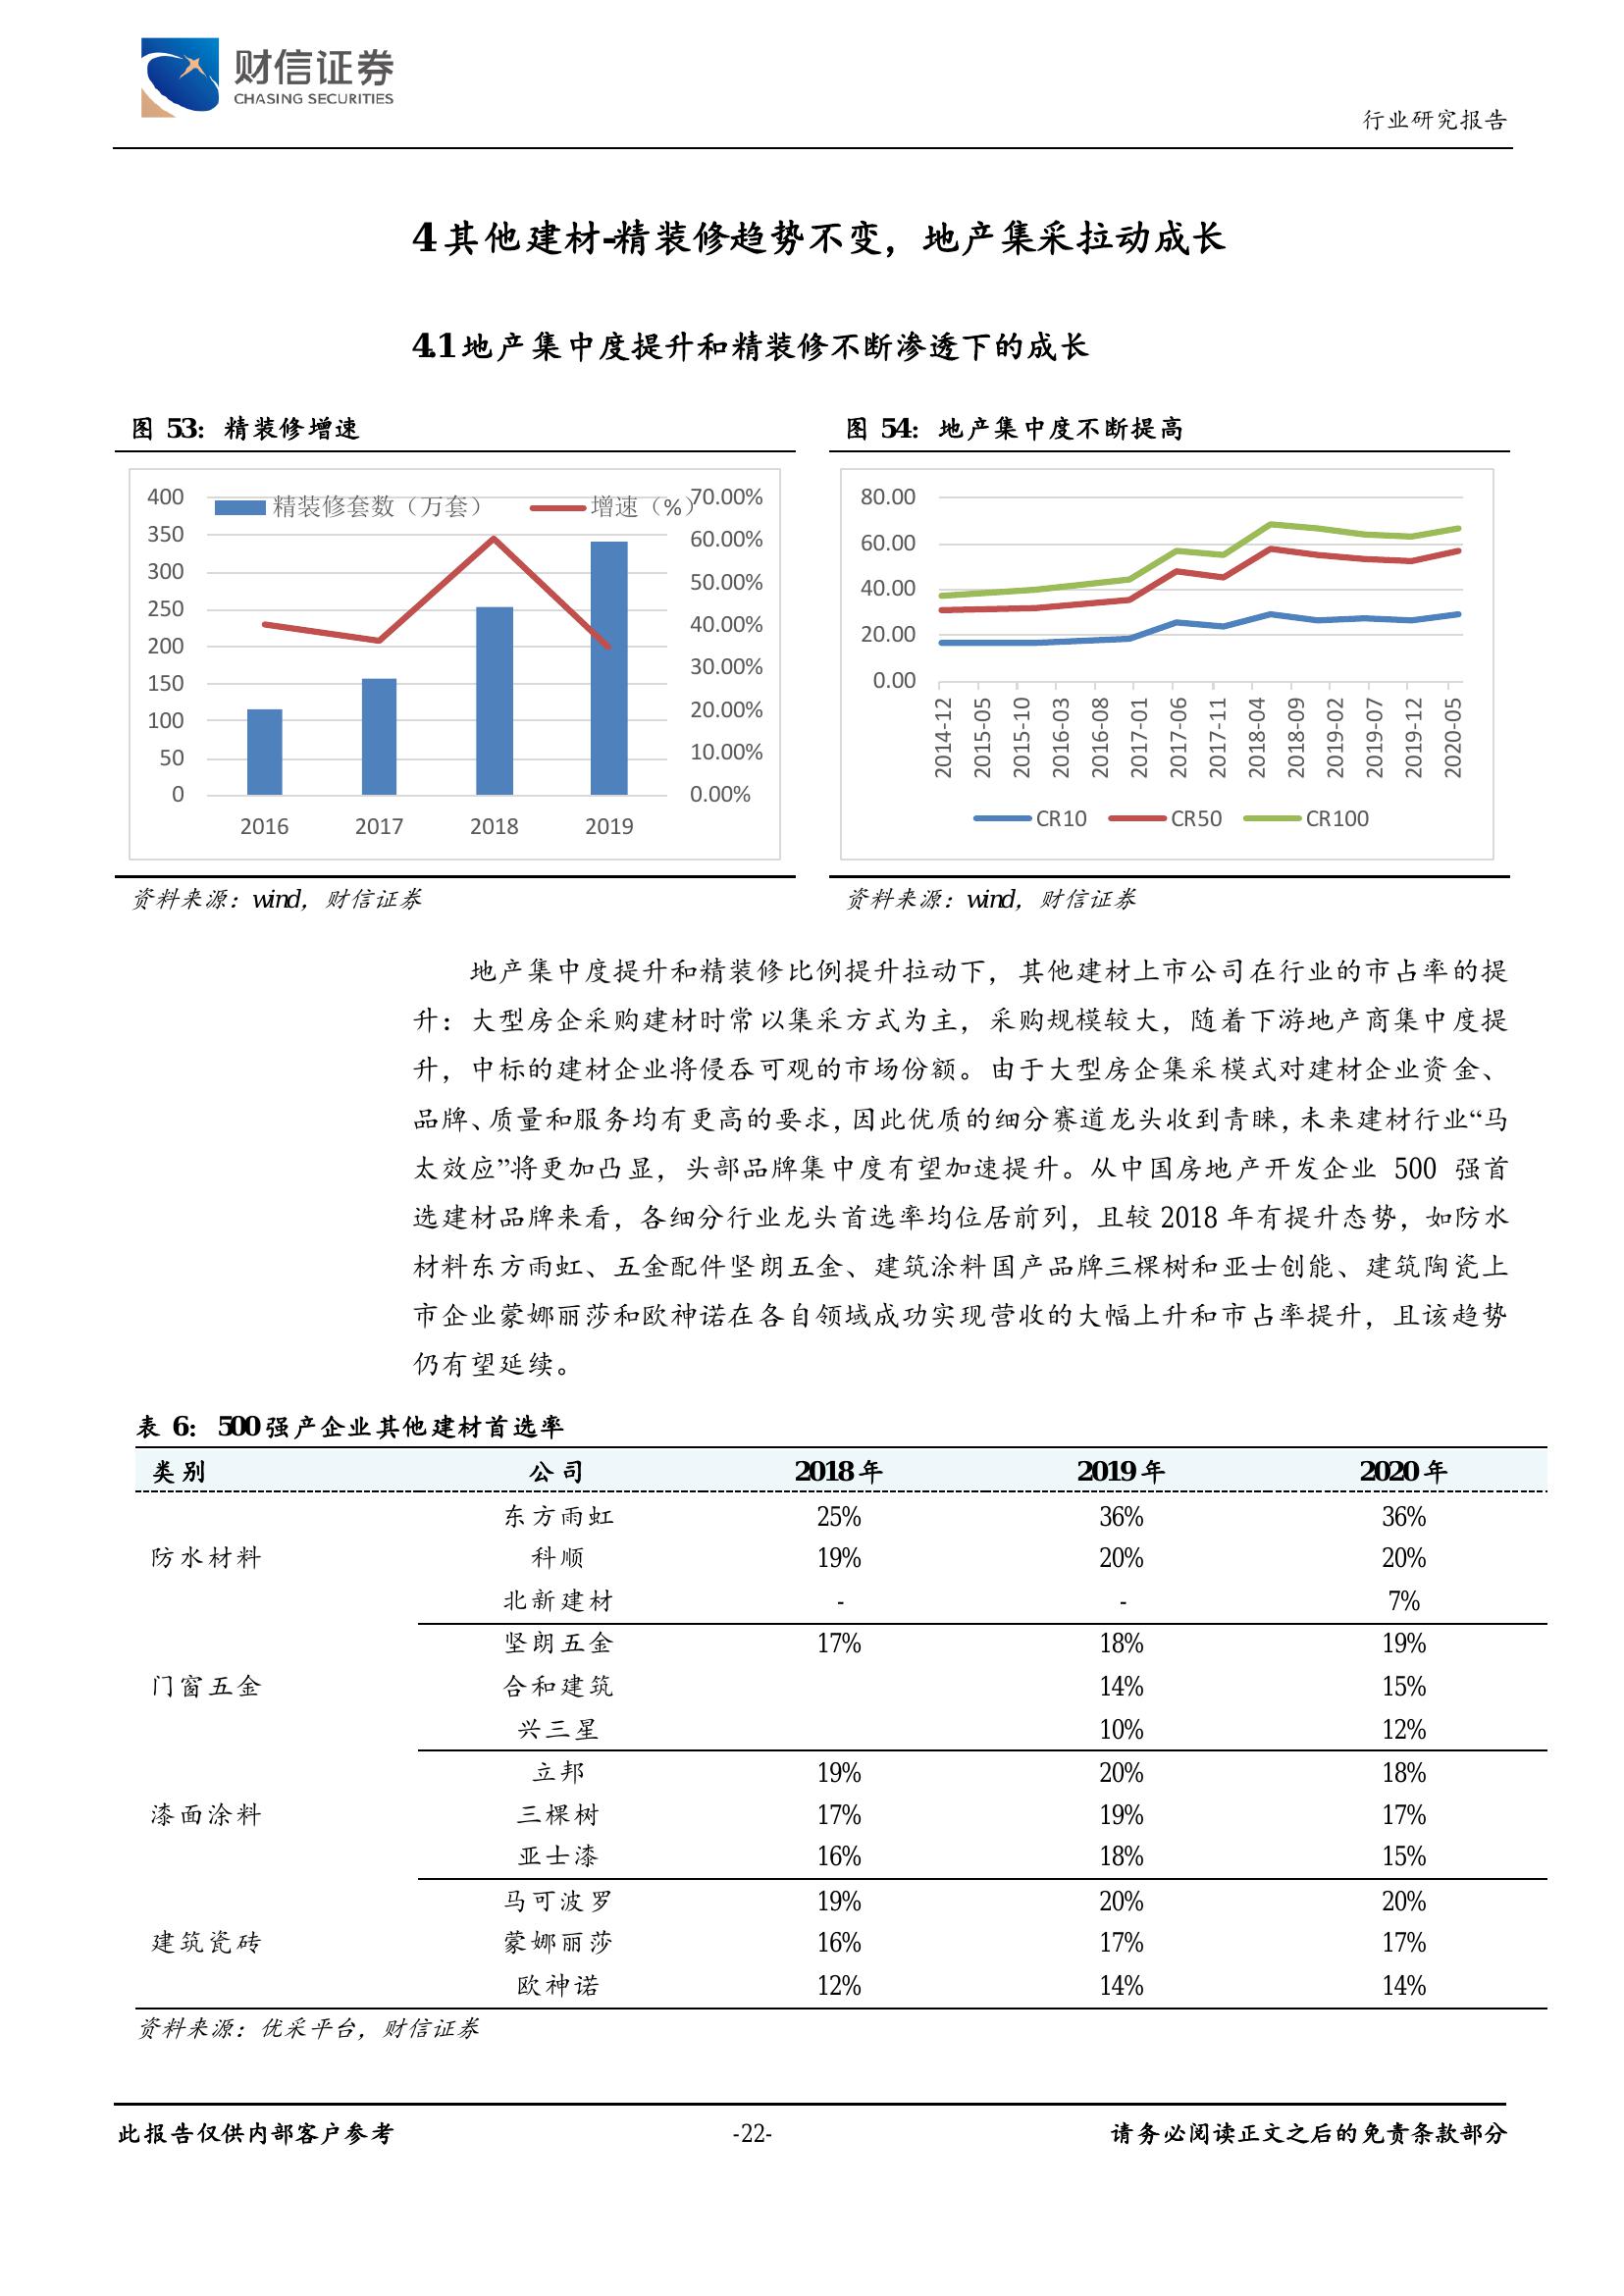 财信证券
CHASING SECURITIES
行业研究报告
4 其他建材-精装修趋势不变，地产集采拉动成长
4.1 地产集中度提升和精装修不断渗透下的成长
图 53：精装修增速
图 54：地产集中度不断提高
精装修套数（万套） 增速（%）
400
350
300
250
200
150
100
50
0
70.00%
60.00%
50.00%
40.00%
30.00%
20.00%
10.00%
0.00%
2016 2017 2018 2019
80.00
60.00
40.00
20.00
0.00
2014-12
2015-05
2015-10
2016-03
2016-08
2017-01
2017-06
2017-11
2018-04
2018-09
2019-02
2019-07
2019-12
2020-05
CR10 CR50 CR100
资料来源：wind，财信证券
资料来源：wind，财信证券
地产集中度提升和精装修比例提升拉动下，其他建材上市公司在行业的市占率的提
升：大型房企采购建材时常以集采方式为主，采购规模较大，随着下游地产商集中度提
升，中标的建材企业将侵吞可观的市场份额。由于大型房企集采模式对建材企业资金、
品牌、质量和服务均有更高的要求，因此优质的细分赛道龙头收到青睐，未来建材行业“马
太效应”将更加凸显，头部品牌集中度有望加速提升。从中国房地产开发企业 500 强首
选建材品牌来看，各细分行业龙头首选率均位居前列，且较 2018 年有提升态势，如防水
材料东方雨虹、五金配件坚朗五金、建筑涂料国产品牌三棵树和亚士创能、建筑陶瓷上
市企业蒙娜丽莎和欧神诺在各自领域成功实现营收的大幅上升和市占率提升，且该趋势
仍有望延续。
表 6：500 强产企业其他建材首选率
类别 公司 2018 年 2019 年 2020 年
东方雨虹 25% 36% 36%
防水材料 科顺 19% 20% 20%
北新建材 - - 7%
坚朗五金 17% 18% 19%
门窗五金 合和建筑 14% 15%
兴三星 10% 12%
立邦 19% 20% 18%
漆面涂料 三棵树 17% 19% 17%
亚士漆 16% 18% 15%
马可波罗 19% 20% 20%
建筑瓷砖 蒙娜丽莎 16% 17% 17%
欧神诺 12% 14% 14%
资料来源：优采平台，财信证券
此报告仅供内部客户参考 -22- 请务必阅读正文之后的免责条款部分